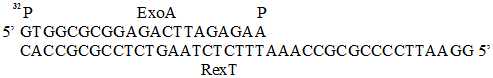 32P ExoA P
5' GTGGCGCGGAGACTTAGAGAA
CACCGCGCCTCTGAATCTCTTTAAACCGCGCCCCTTAAGG 5'
RexT